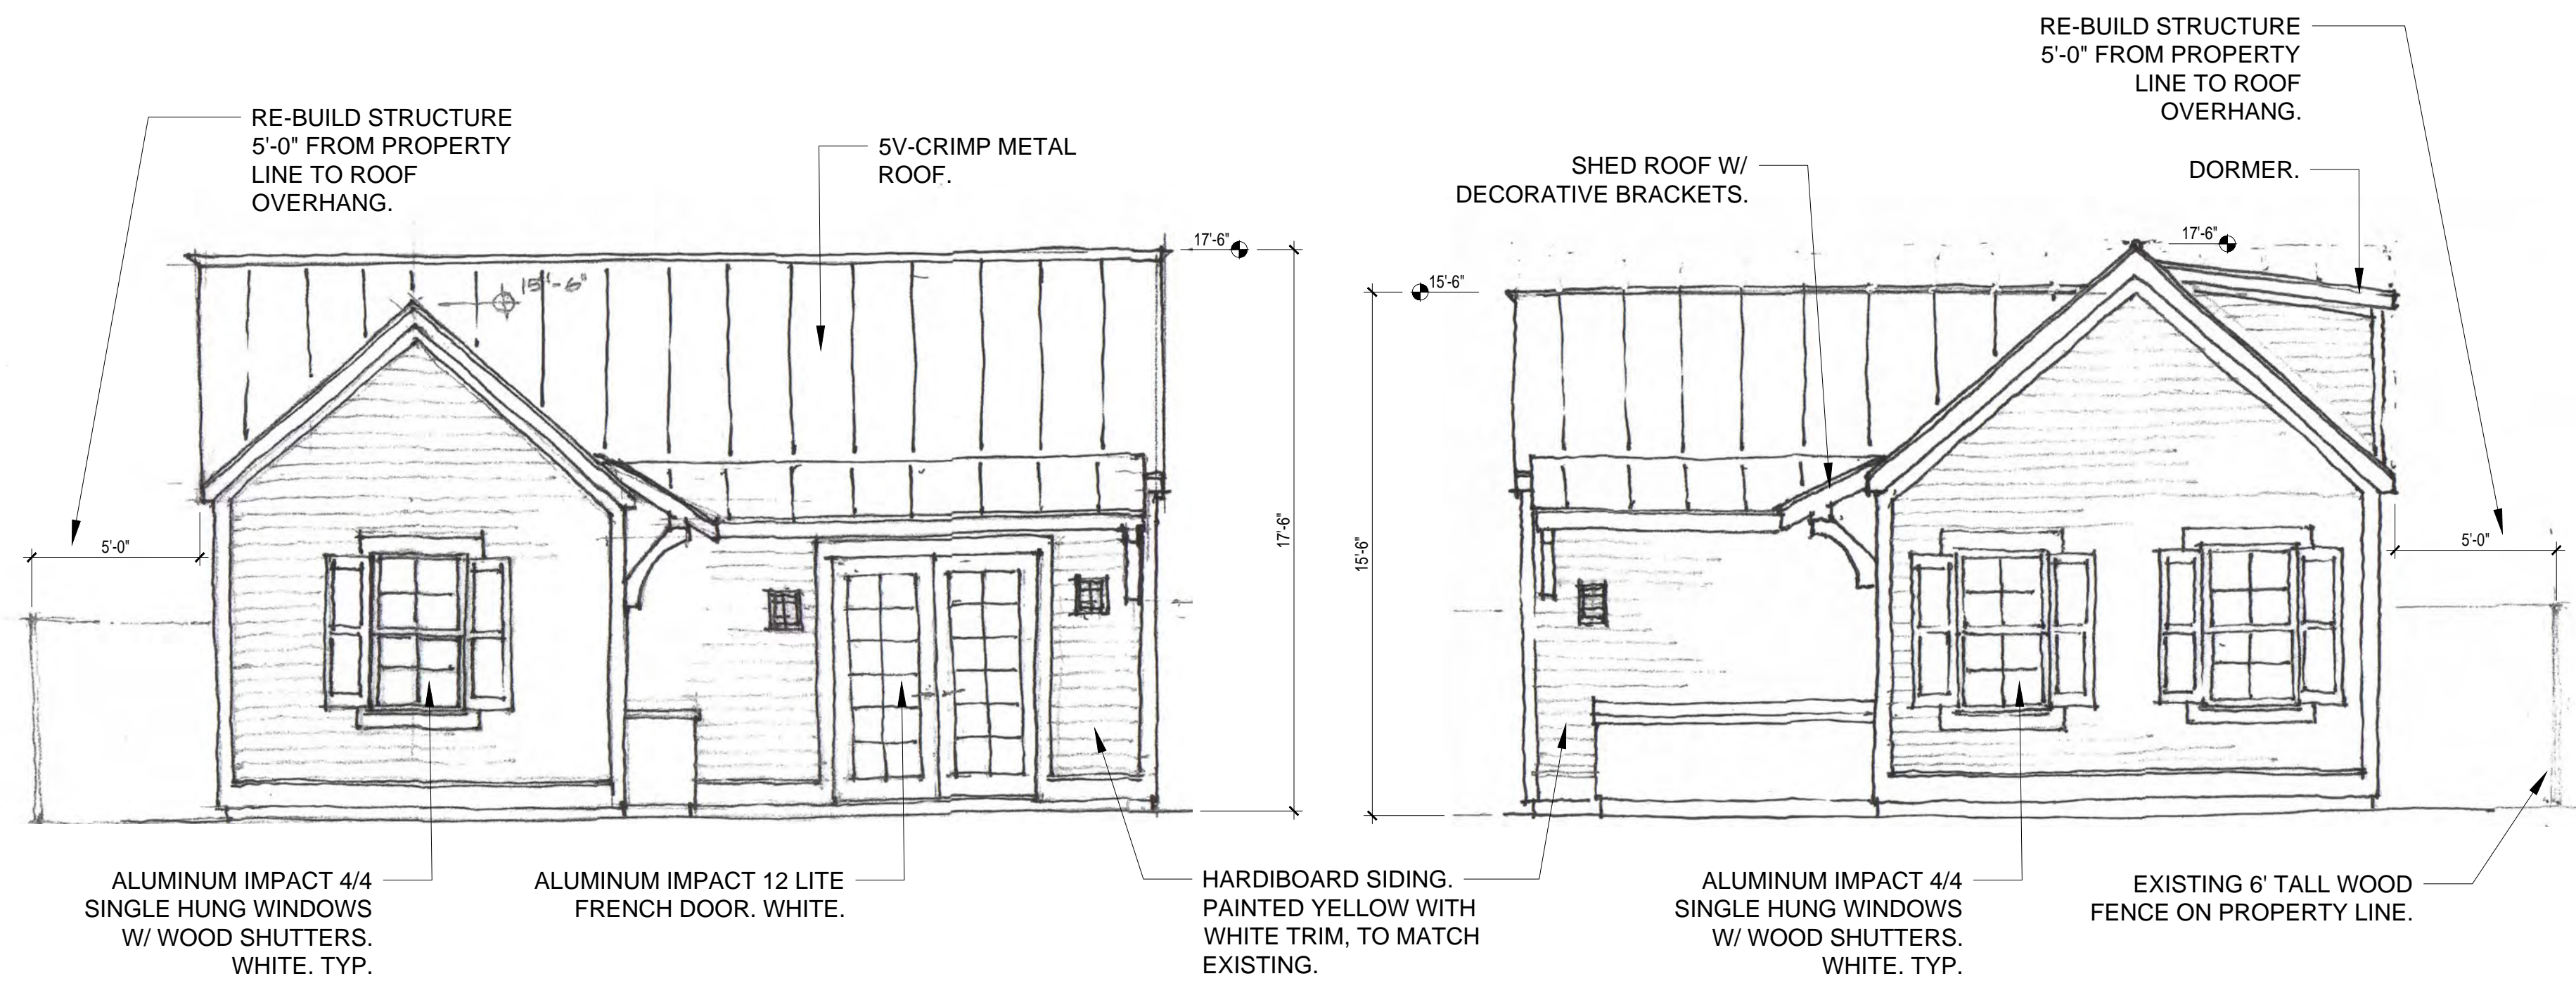 RE-BUILD STRUCTURE
5'-0" FROM PROPERTY
LINE TO ROOF
OVERHANG.
5V-CRIMP METAL
ROOF.
15'-6"
17'-6"
17'-6"
5'-0"
ALUMINUM IMPACT 4/4
SINGLE HUNG WINDOWS
W/ WOOD SHUTTERS.
WHITE. TYP.
ALUMINUM IMPACT 12 LITE
FRENCH DOOR. WHITE.
HARDIBOARD SIDING.
PAINTED YELLOW WITH
WHITE TRIM, TO MATCH
EXISTING.
RE-BUILD STRUCTURE
5'-0" FROM PROPERTY
LINE TO ROOF
OVERHANG.
SHED ROOF W/
DECORATIVE BRACKETS.
DORMER.
17'-6"
15'-6"
15'-6"
5'-0"
ALUMINUM IMPACT 4/4
SINGLE HUNG WINDOWS
W/ WOOD SHUTTERS.
WHITE. TYP.
EXISTING 6' TALL WOOD
FENCE ON PROPERTY LINE.